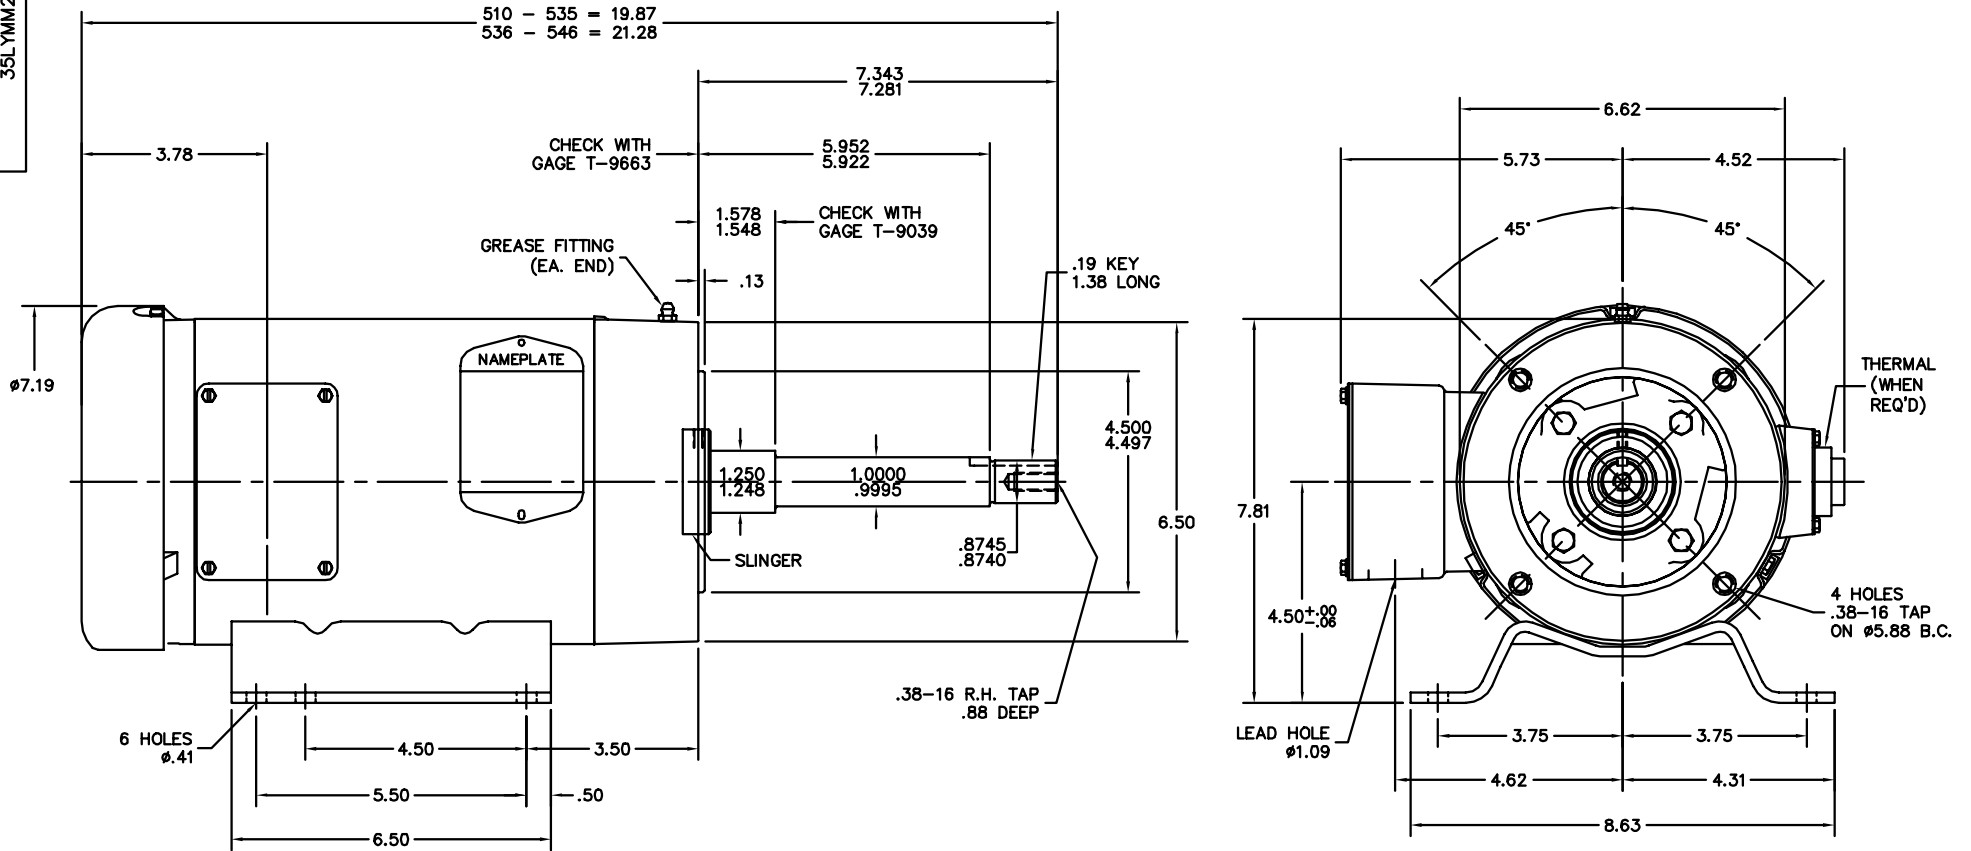 35LYMM2
510 - 535 = 19.87
536 - 546 = 21.28
7.343
7.281
3.78
CHECK WITH
GAGE T-9663
5.952
5.922
1.578
1.548
CHECK WITH
GAGE T-9039
GREASE FITTING
(EA. END)
.13
.19 KEY
1.38 LONG
ø7.19
NAMEPLATE
4.500
4.497
1.250
1.248
1.0000
.9995
6.50
.8745
.8740
SLINGER
.38-16 R.H. TAP
.88 DEEP
6 HOLES
ø.41
4.50
3.50
5.50
.50
6.50
6.62
5.73
4.52
45°
45°
THERMAL
(WHEN
REQ'D)
7.81
4.50+.00
-.06
4 HOLES
.38-16 TAP
ON ø5.88 B.C.
LEAD HOLE
ø1.09
3.75
3.75
4.62
4.31
8.63